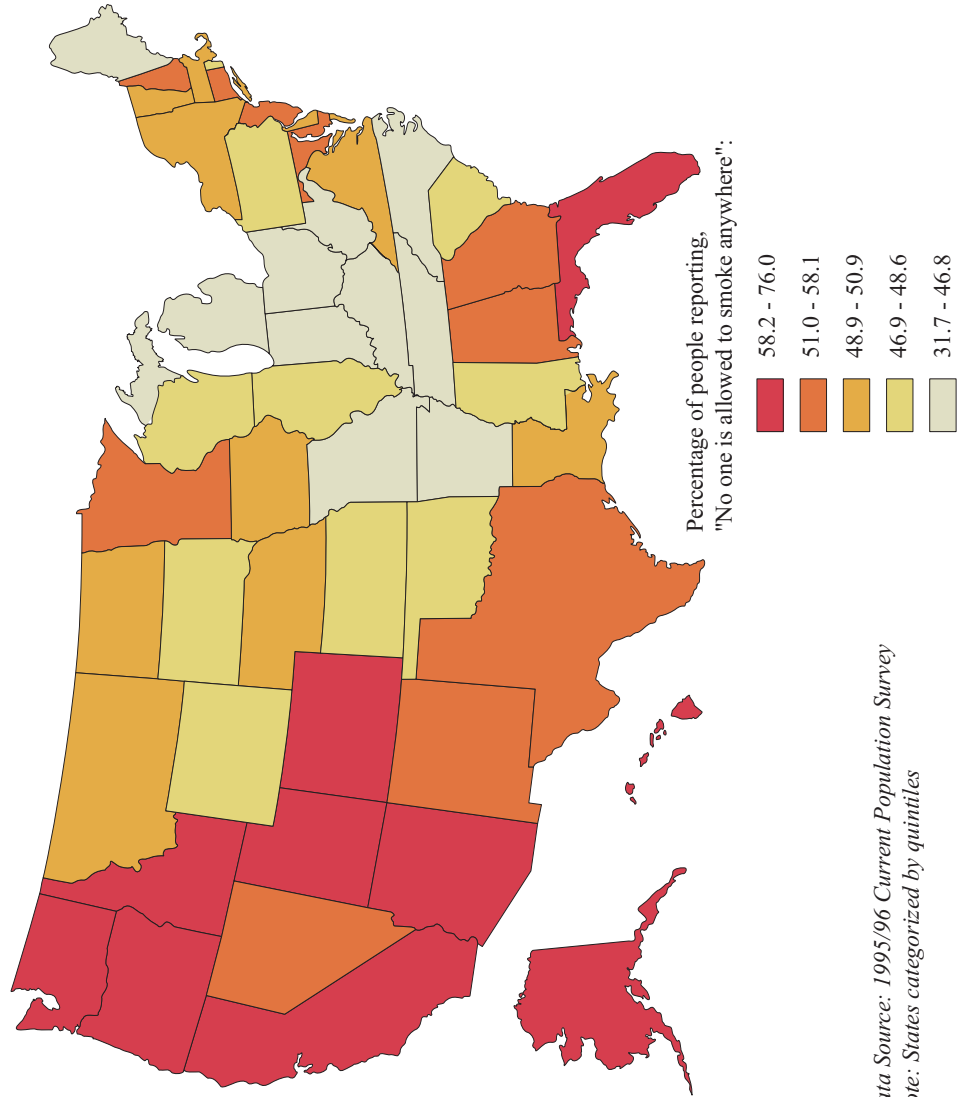 Percentage of people reporting,
"No one is allowed to smoke anywhere":
58.2 - 76.0
51.0 - 58.1
48.9 - 50.9
46.9 - 48.6
31.7 - 46.8
ata Source: 1995/96 Current Population Survey
ote: States categorized by quintiles